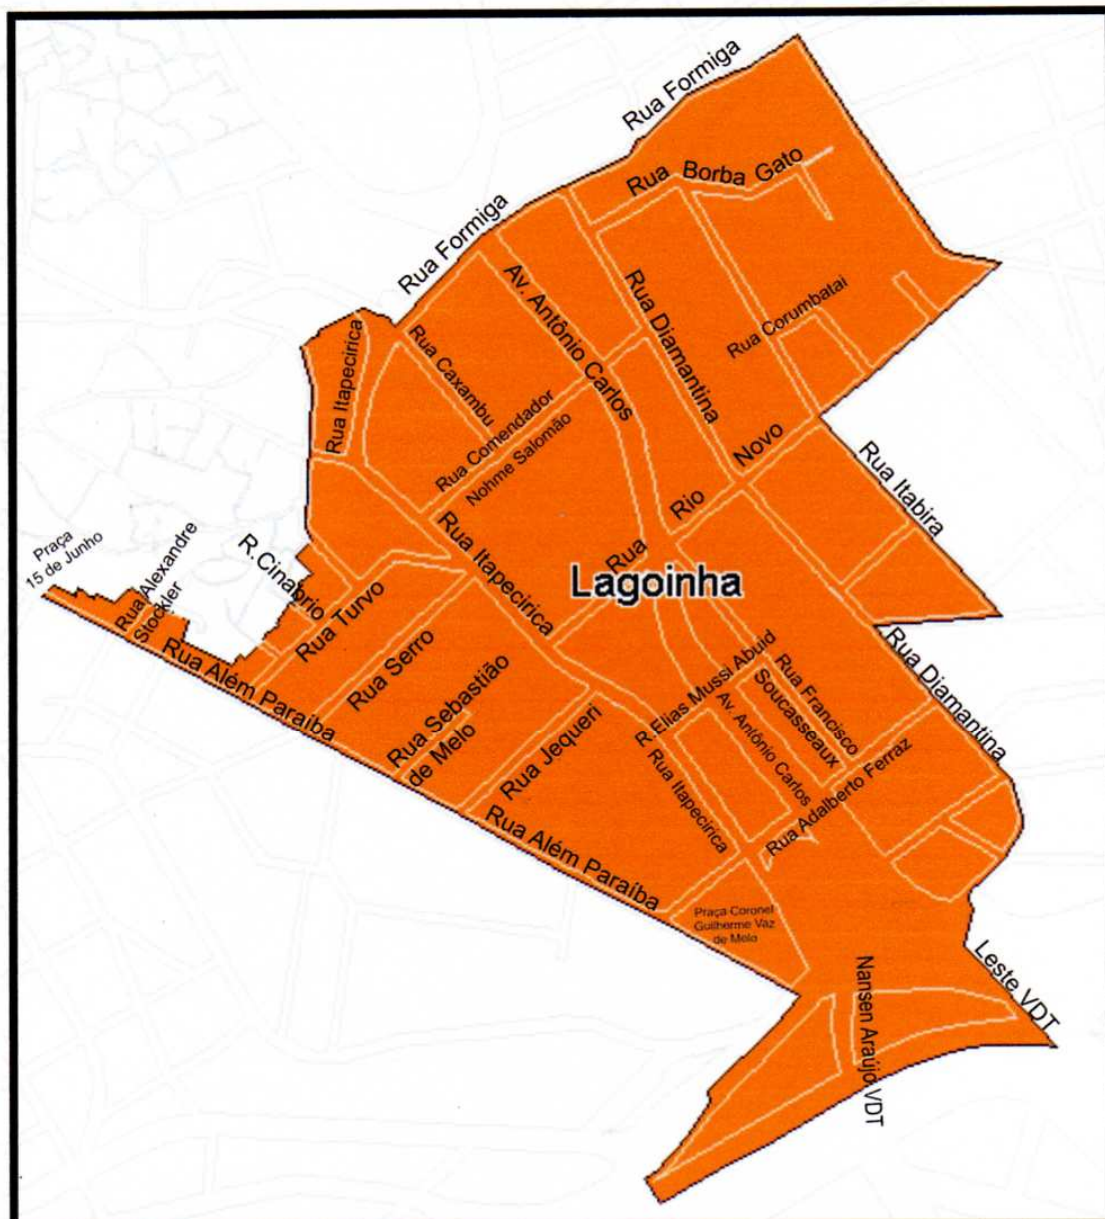 Rua Formiga
Rua Borba Gato
Rua Formiga
Av. Antônio Carlos
Rua Diamantina
Rua Corumbatai
Rua Itapecirica
Rua Caxambu
Rua Comendador
Nohme Salomão
Rua Rio Novo
Rua Itabira
Praça
15 de Junho
Rua Alexandre
Stockler
R. Cinabrio
Rua Turvo
Rua Itapecirica
Lagoinha
Rua Serro
Rua Além Paraíba
Rua Sebastião
de Melo
Rua Jequeri
R. Elias Mussi Abuid
Rua Francisco
Soucasseaux
Rua Diamantina
Av. Antônio Carlos
Rua Itapecirica
Rua Adalberto Ferraz
Rua Além Paraíba
Praça Coronel
Guilherme Vaz
de Melo
Leste VDT
Nansen Araújo VDT